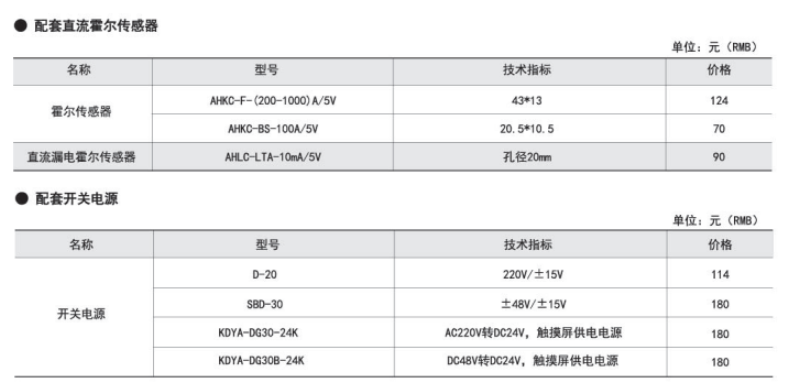 ● 配套直流霍尔传感器
单位：元（RMB）
名称 型号 技术指标 价格
霍尔传感器 AHKC-F-(200-1000)A/5V 43*13 124
AHKC-BS-100A/5V 20.5*10.5 70
直流漏电霍尔传感器 AHLC-LTA-10mA/5V 孔径20mm 90
● 配套开关电源
单位：元（RMB）
名称 型号 技术指标 价格
开关电源 D-20 220V/±15V 114
SBD-30 ±48V/±15V 180
KDYA-DG30-24K AC220V转DC24V，触摸屏供电电源 180
KDYA-DG30B-24K DC48V转DC24V，触摸屏供电电源 180